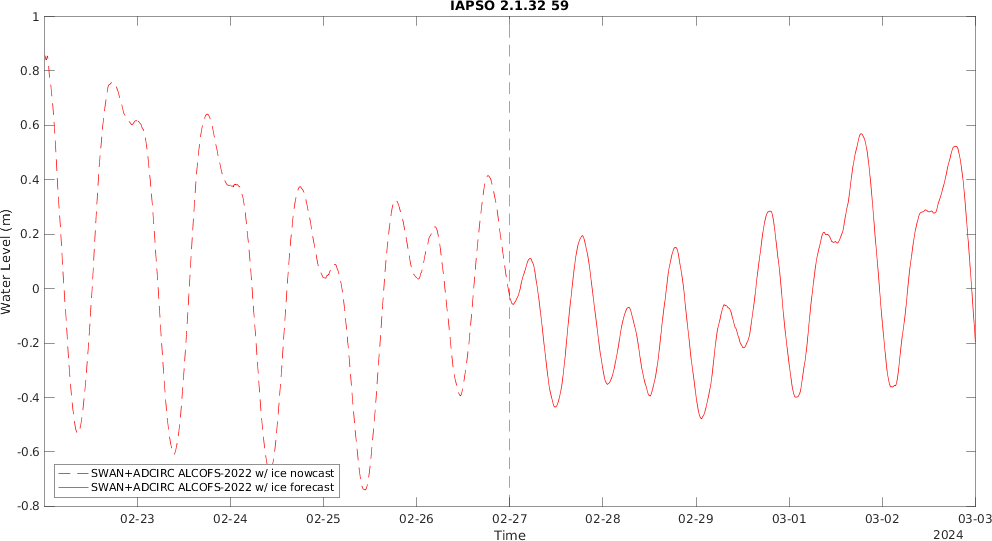 IAPSO 2.1.32 59
1
0.8
0.6
0.4
0.2
0
-0.2
-0.4
-0.6
-0.8
Water Level (m)
SWAN+ADCIRC ALCOFS-2022 w/ ice nowcast
SWAN+ADCIRC ALCOFS-2022 w/ ice forecast
02-23 02-24 02-25 02-26 02-27 02-28 02-29 03-01 03-02 03-03
Time
2024